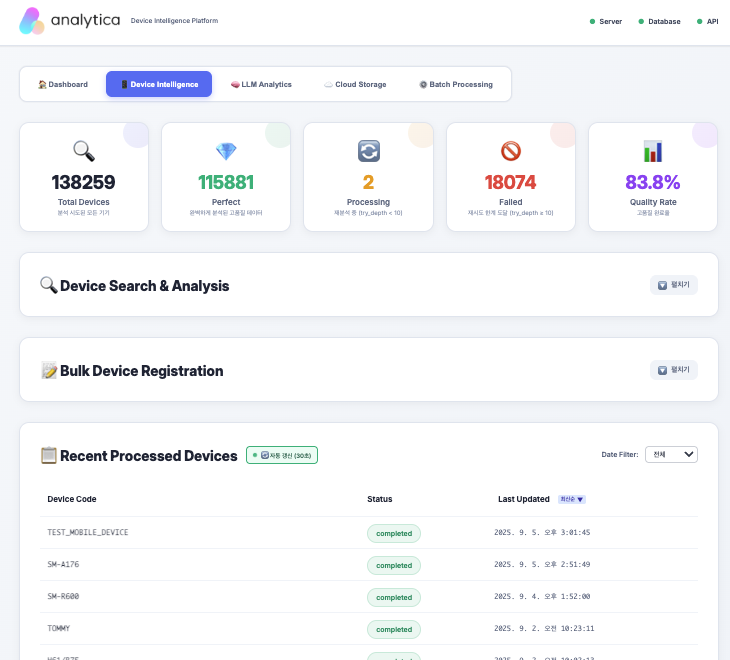 analytica Device Intelligence Platform
Server Database API
Dashboard Device Intelligence LLM Analytics Cloud Storage Batch Processing
138259
Total Devices
분석 시도된 모든 기기
115881
Perfect
완벽하게 분석된 고품질 데이터
2
Processing
재분석 중 (try_depth < 10)
18074
Failed
재시도 한계 도달 (try_depth ≥ 10)
83.8%
Quality Rate
고품질 완료율
Device Search & Analysis
펼치기
Bulk Device Registration
펼치기
Recent Processed Devices 자동 갱신 (30초)
Date Filter: 전체
Device Code Status Last Updated 최신순 ▼
TEST_MOBILE_DEVICE completed 2025. 9. 5. 오후 3:01:45
SM-A176 completed 2025. 9. 5. 오후 2:51:49
SM-R600 completed 2025. 9. 4. 오후 1:52:00
TOMMY completed 2025. 9. 2. 오전 10:23:11